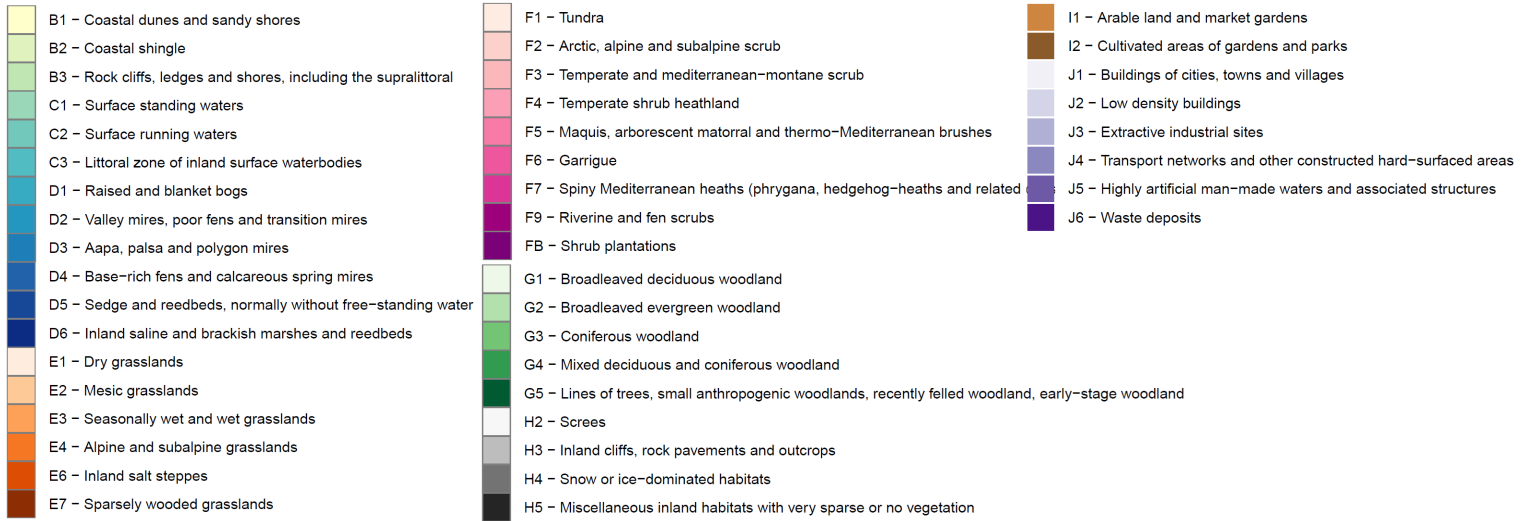 B1 − Coastal dunes and sandy shores
B2 − Coastal shingle
B3 − Rock cliffs, ledges and shores, including the supralittoral
C1 − Surface standing waters
C2 − Surface running waters
C3 − Littoral zone of inland surface waterbodies
D1 − Raised and blanket bogs
D2 − Valley mires, poor fens and transition mires
D3 − Aapa, palsa and polygon mires
D4 − Base−rich fens and calcareous spring mires
D5 − Sedge and reedbeds, normally without free−standing water
D6 − Inland saline and brackish marshes and reedbeds
E1 − Dry grasslands
E2 − Mesic grasslands
E3 − Seasonally wet and wet grasslands
E4 − Alpine and subalpine grasslands
E6 − Inland salt steppes
E7 − Sparsely wooded grasslands
F1 − Tundra
F2 − Arctic, alpine and subalpine scrub
F3 − Temperate and mediterranean−montane scrub
F4 − Temperate shrub heathland
F5 − Maquis, arborescent matorral and thermo−Mediterranean brushes
F6 − Garrigue
F7 − Spiny Mediterranean heaths (phrygana, hedgehog−heaths and related
F9 − Riverine and fen scrubs
FB − Shrub plantations
G1 − Broadleaved deciduous woodland
G2 − Broadleaved evergreen woodland
G3 − Coniferous woodland
G4 − Mixed deciduous and coniferous woodland
G5 − Lines of trees, small anthropogenic woodlands, recently felled woodland, early−stage woodland
H2 − Screes
H3 − Inland cliffs, rock pavements and outcrops
H4 − Snow or ice−dominated habitats
H5 − Miscellaneous inland habitats with very sparse or no vegetation
I1 − Arable land and market gardens
I2 − Cultivated areas of gardens and parks
J1 − Buildings of cities, towns and villages
J2 − Low density buildings
J3 − Extractive industrial sites
J4 − Transport networks and other constructed hard−surfaced areas
J5 − Highly artificial man−made waters and associated structures
J6 − Waste deposits